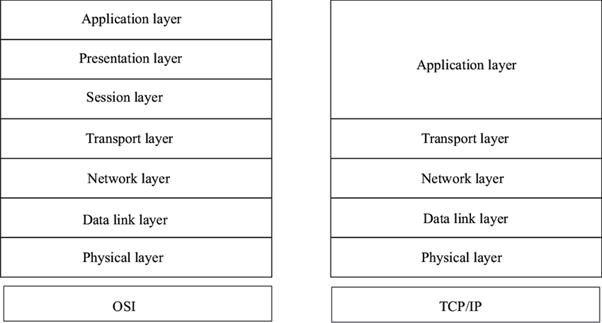 Application layer
Presentation layer
Session layer
Transport layer
Network layer
Data link layer
Physical layer
OSI
Application layer
Transport layer
Network layer
Data link layer
Physical layer
TCP/IP